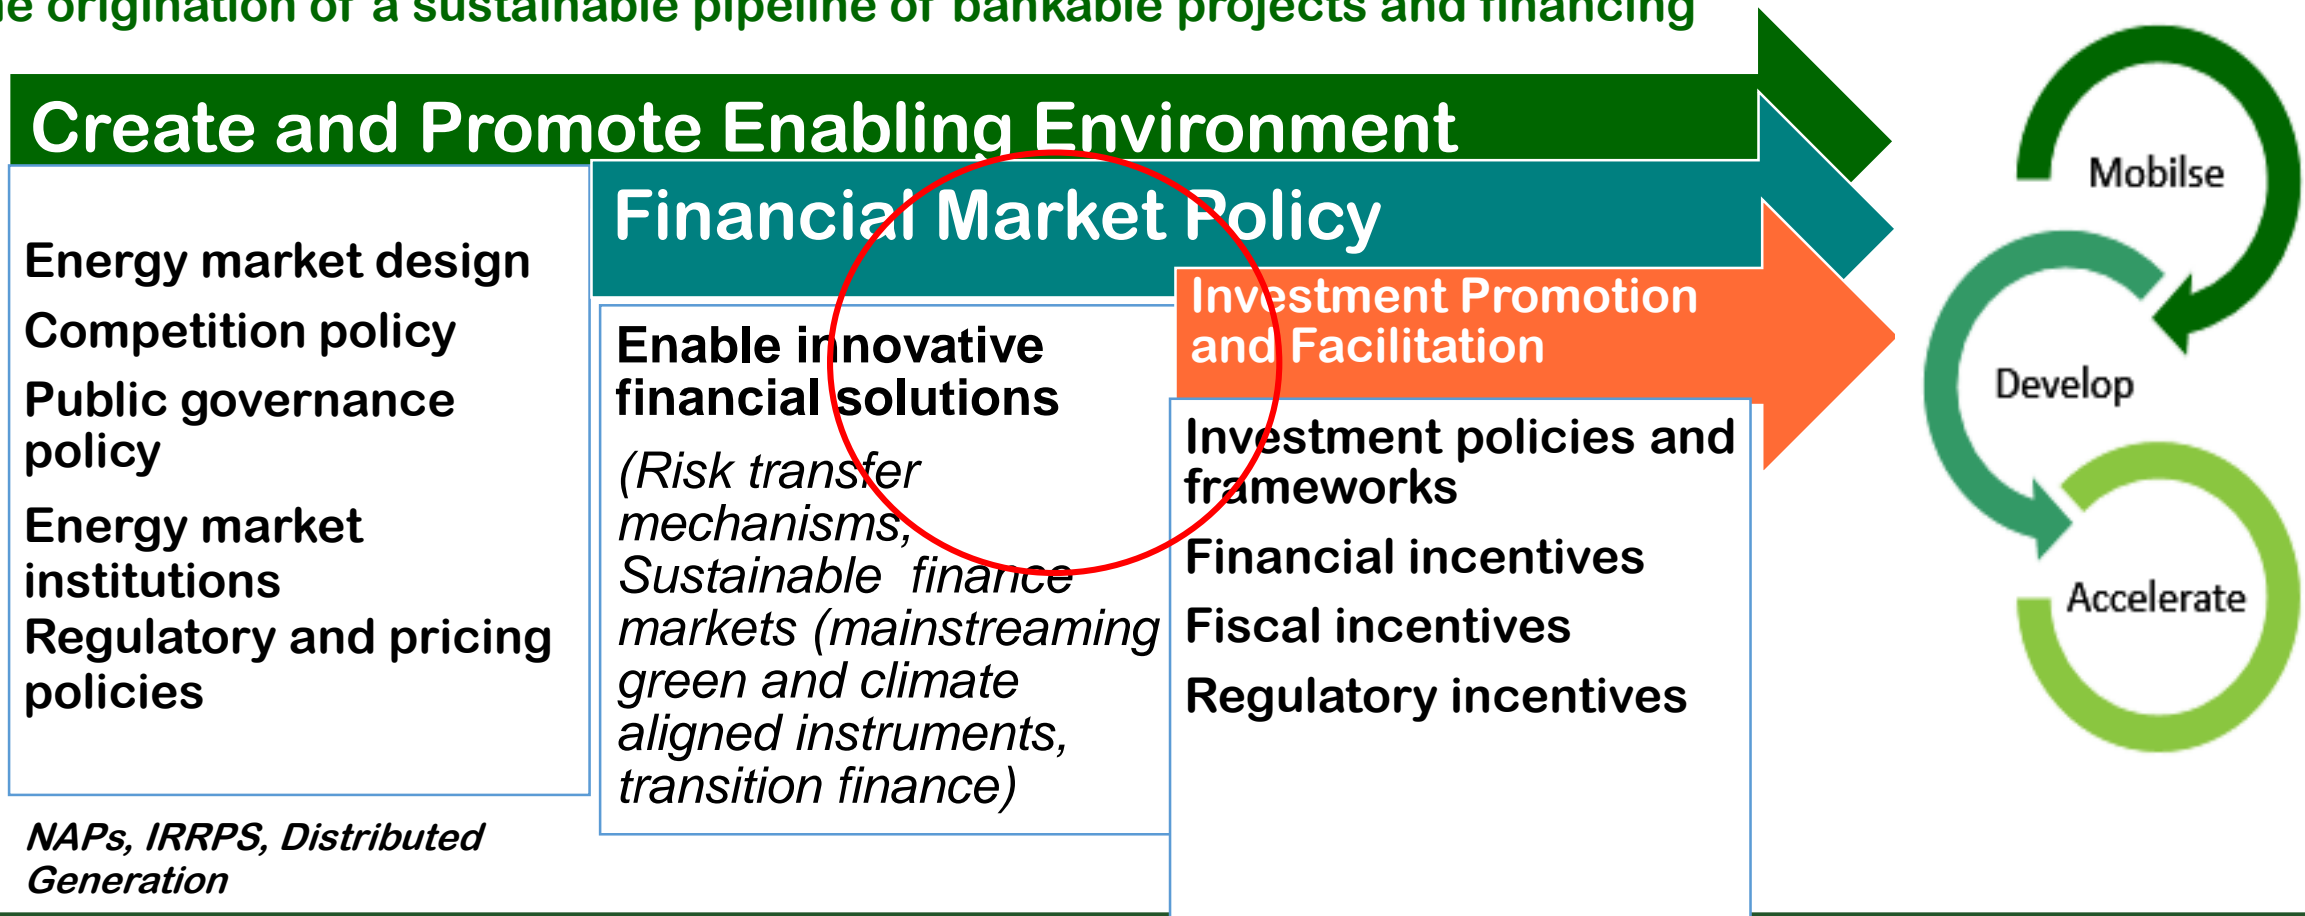 origination of a sustainable pipeline of bankable projects and financing
Create and Promote Enabling Environment
Energy market design
Competition policy
Public governance
policy
Energy market
institutions
Regulatory and pricing
policies
NAPs, IRRPS, Distributed
Generation
Financial Market Policy
Enable innovative
financial solutions
(Risk transfer
mechanisms,
Sustainable finance
markets (mainstreaming
green and climate
aligned instruments,
transition finance)
Investment Promotion
and Facilitation
Investment policies and
frameworks
Financial incentives
Fiscal incentives
Regulatory incentives
Mobilse
Develop
Accelerate